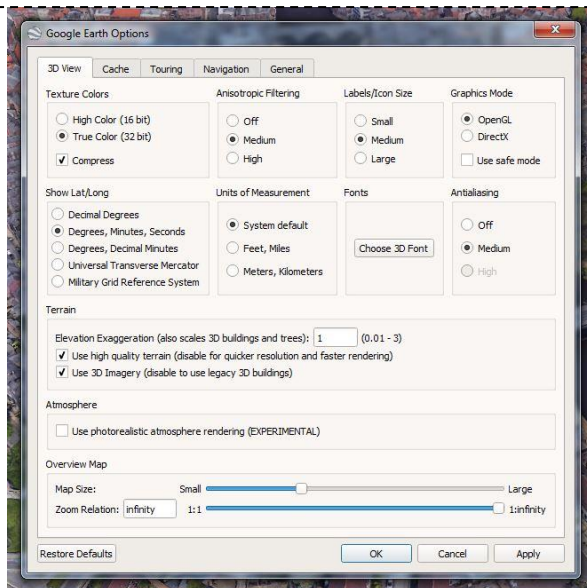 Google Earth Options
3D View Cache Touring Navigation General
Texture Colors Anisotropic Filtering Labels/Icon Size Graphics Mode
High Color (16 bit) Off Small OpenGL
True Color (32 bit) Medium Medium DirectX
Compress High Large Use safe mode
Show Lat/Long Units of Measurement Fonts Antialiasing
Decimal Degrees
System default Off
Degrees, Minutes, Seconds
Degrees, Decimal Minutes Feet, Miles Choose 3D Font Medium
Universal Transverse Mercator
Meters, Kilometers High
Military Grid Reference System
Terrain
Elevation Exaggeration (also scales 3D buildings and trees): 1 (0.01 - 3)
Use high quality terrain (disable for quicker resolution and faster rendering)
Use 3D Imagery (disable to use legacy 3D buildings)
Atmosphere
Use photorealistic atmosphere rendering (EXPERIMENTAL)
Overview Map
Map Size: Small Large
Zoom Relation: infinity 1:1 1:infinity
Restore Defaults OK Cancel Apply